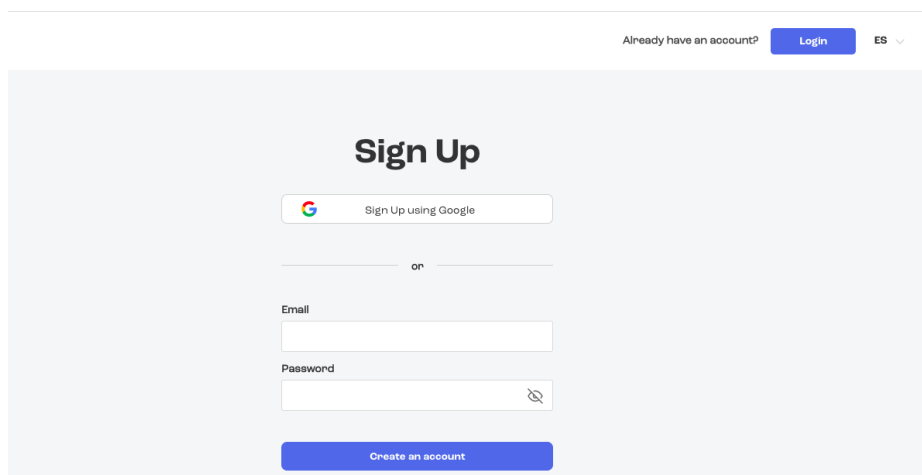 Already have an account? Login ES
Sign Up
Sign Up using Google
or
Email
Password
Create an account